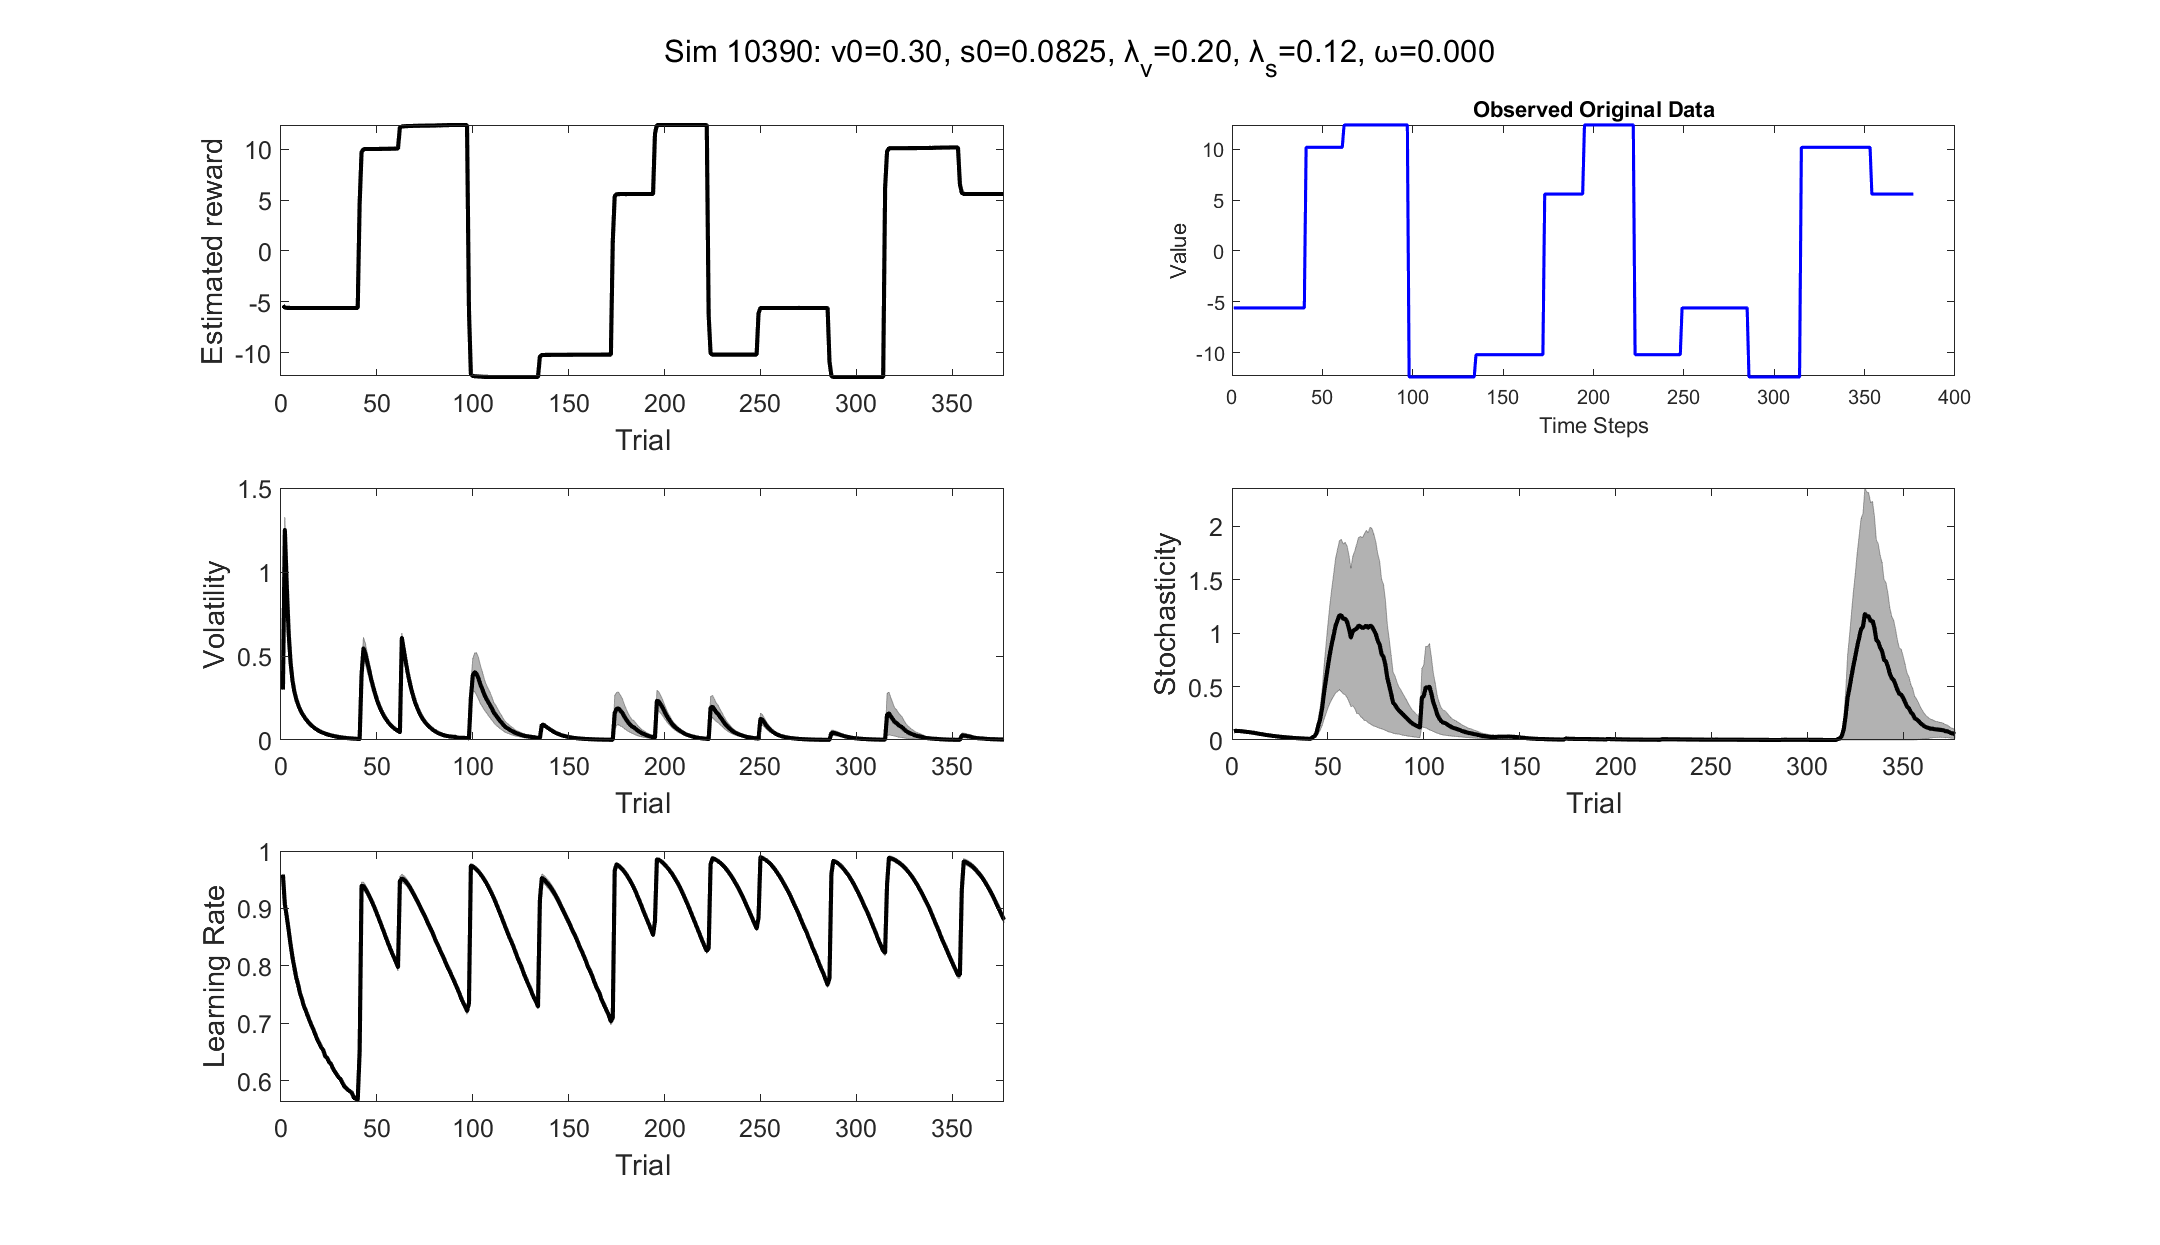 Sim 10390: v0=0.30, s0=0.0825, λ_v=0.20, λ_s=0.12, ω=0.000
Estimated reward
10
5
0
-5
-10
0 50 100 150 200 250 300 350
Trial
Observed Original Data
Value
10
5
0
-5
-10
0 50 100 150 200 250 300 350 400
Time Steps
Volatility
1.5
1
0.5
0
0 50 100 150 200 250 300 350
Trial
Stochasticity
2
1.5
1
0.5
0
0 50 100 150 200 250 300 350
Trial
Learning Rate
1
0.9
0.8
0.7
0.6
0 50 100 150 200 250 300 350
Trial